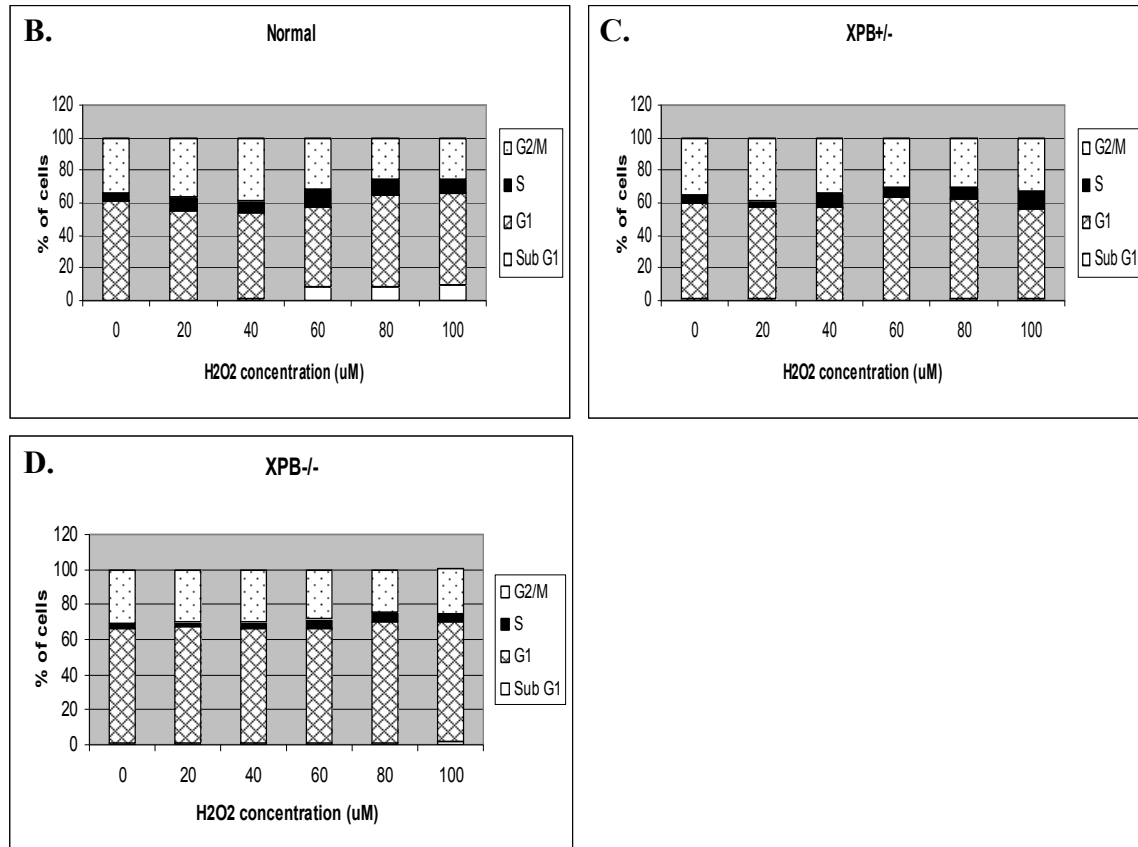 B.
Normal
120
100
80
60
40
20
0
% of cells
0 20 40 60 80 100
H2O2 concentration (uM)
G2/M
S
G1
Sub G1
C.
XPB+/-
120
100
80
60
40
20
0
% of cells
0 20 40 60 80 100
H2O2 concentration (uM)
G2/M
S
G1
Sub G1
D.
XPB-/-
120
100
80
60
40
20
0
% of cells
0 20 40 60 80 100
H2O2 concentration (uM)
G2/M
S
G1
Sub G1